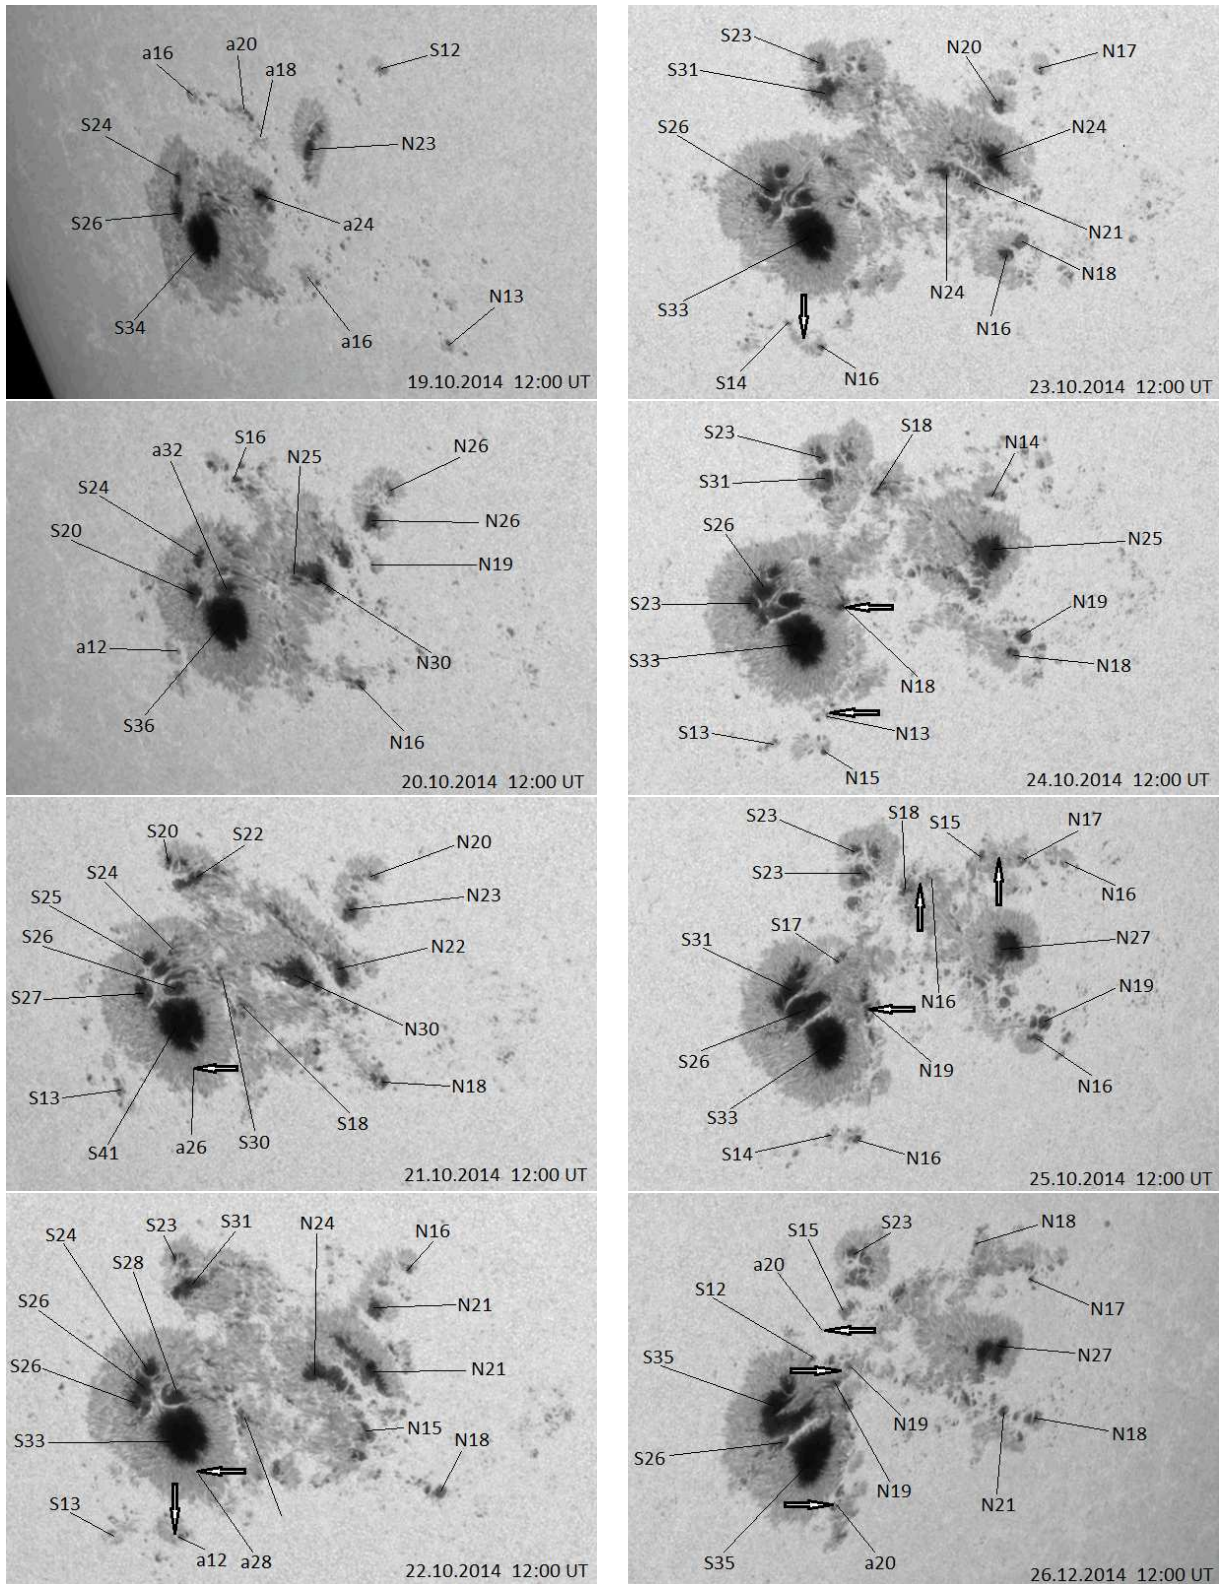 a16
a20
a18
S12
S24
N23
S26
a24
S34
N13
a16
19.10.2014 12:00 UT
S23
S31
N20
N17
S26
N24
N21
N18
S33
N24
N16
S14
N16
23.10.2014 12:00 UT
S16
a32
N25
N26
S24
N26
S20
N19
a12
N30
S36
N16
20.10.2014 12:00 UT
S23
S18
N14
S31
S26
N25
S23
N19
S33
N18
N18
S13
N13
N15
24.10.2014 12:00 UT
S20
S22
N20
S24
S25
N23
S26
N22
S27
N30
S13
N18
S18
S41
a26
S30
21.10.2014 12:00 UT
S23
S18
S15
N17
S23
N16
S17
S31
N27
N16
N19
S26
N19
N16
S33
S14
N16
25.10.2014 12:00 UT
S24
S23
S31
N24
N16
S28
S26
N21
S26
N21
S33
N15
N18
S13
a12
a28
22.10.2014 12:00 UT
S15
S23
N18
a20
S12
N17
S35
N27
N19
N18
S26
N19
N21
S35
a20
26.12.2014 12:00 UT